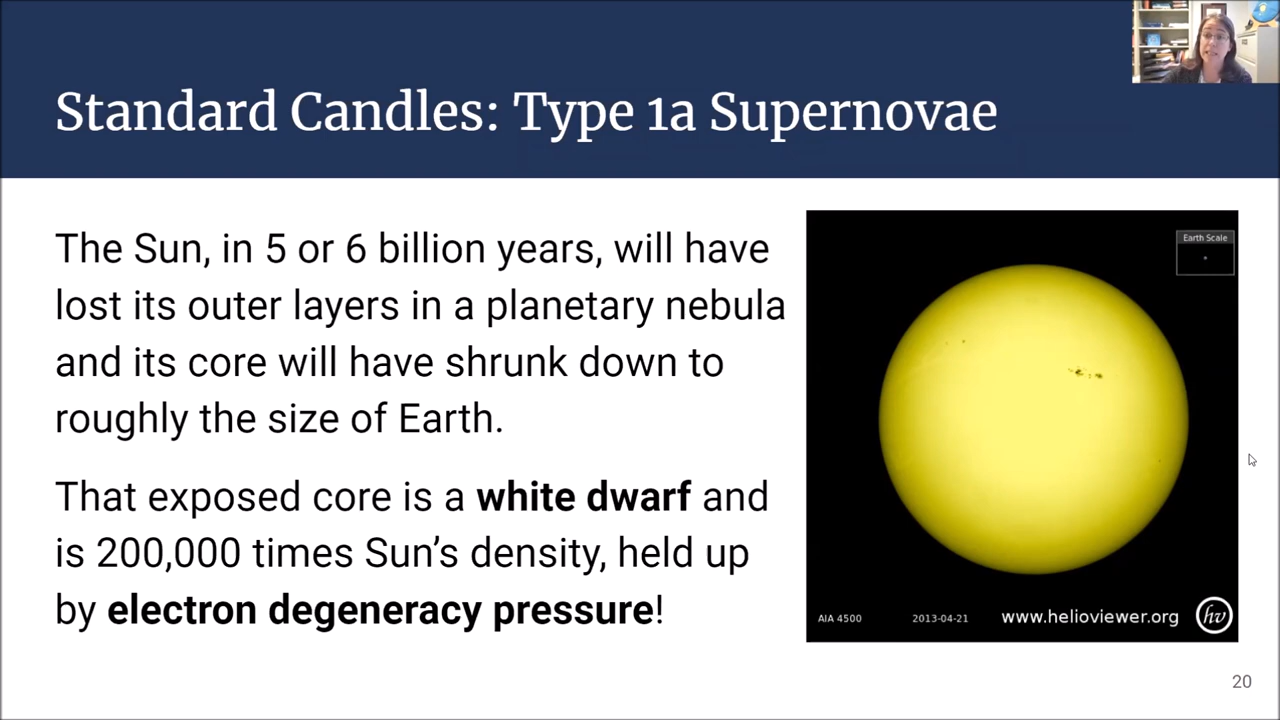 Standard Candles: Type 1a Supernovae
The Sun, in 5 or 6 billion years, will have
lost its outer layers in a planetary nebula
and its core will have shrunk down to
roughly the size of Earth.
That exposed core is a white dwarf and
is 200,000 times Sun’s density, held up
by electron degeneracy pressure!
Earth Scale
AIA 4500
2013-04-21
www.helioviewer.org
hv
20